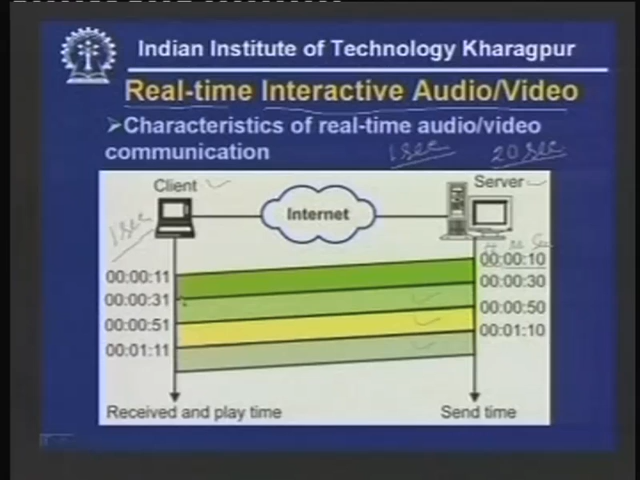 Indian Institute of Technology Kharagpur
Real-time Interactive Audio/Video
➢Characteristics of real-time audio/video
communication
1 sec 20 sec
Client
Server
Internet
1 sec
00:00:10
00:00:11
00:00:30
00:00:31
00:00:50
00:00:51
00:01:10
00:01:11
Received and play time
Send time